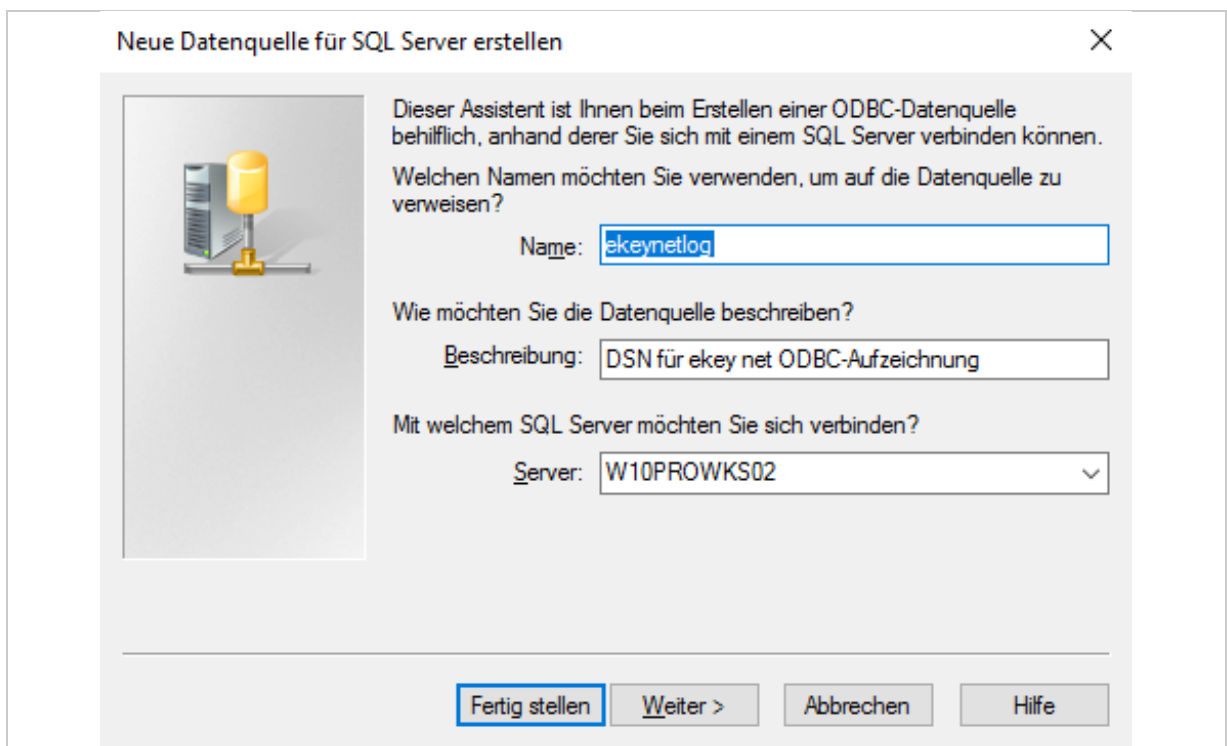 Neue Datenquelle für SQL Server erstellen
Dieser Assistent ist Ihnen beim Erstellen einer ODBC-Datenquelle
behilflich, anhand derer Sie sich mit einem SQL Server verbinden können.
Welchen Namen möchten Sie verwenden, um auf die Datenquelle zu
verweisen?
Name: ekeynetlog
Wie möchten Sie die Datenquelle beschreiben?
Beschreibung: DSN für ekey net ODBC-Aufzeichnung
Mit welchem SQL Server möchten Sie sich verbinden?
Server: W10PROWKS02
Fertig stellen Weiter > Abbrechen Hilfe